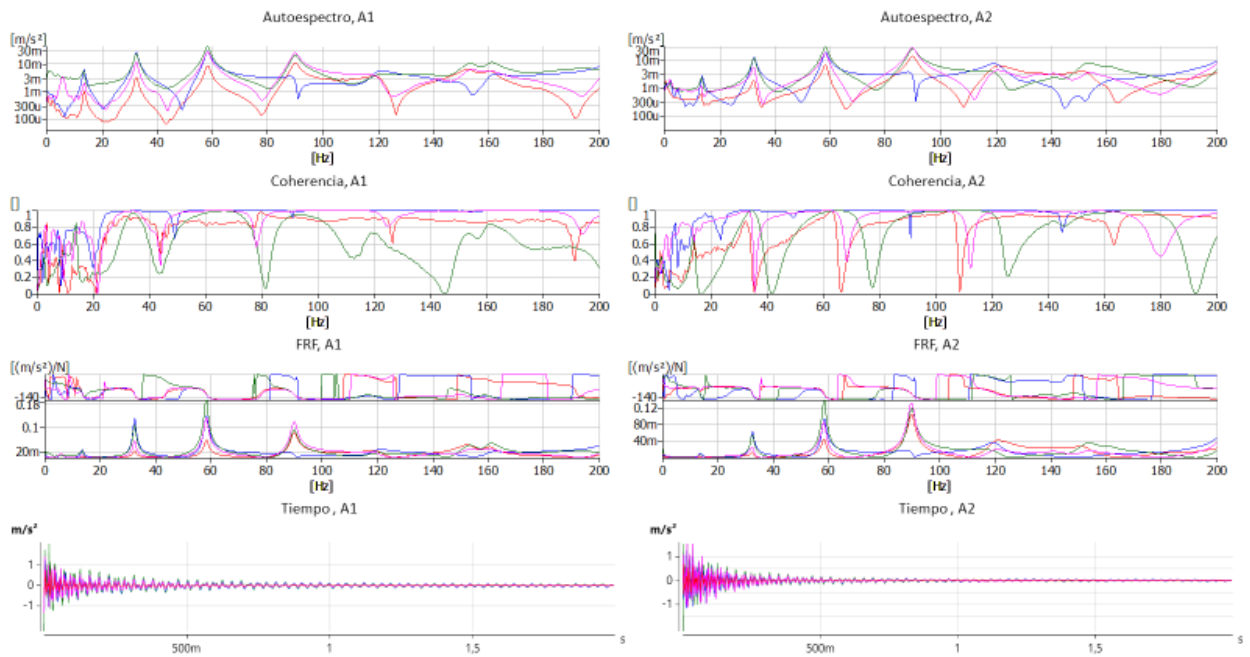 Autoespectro, A1
[m/s²]
30m
10m
3m
1m
300u
100u
0 20 40 60 80 100 120 140 160 180 200
[Hz]
Coherencia, A1
[]
1
0.8
0.6
0.4
0.2
0
0 20 40 60 80 100 120 140 160 180 200
[Hz]
FRF, A1
[(m/s²)/N]
-140
0.18
0.1
20m
0 20 40 60 80 100 120 140 160 180 200
[Hz]
Tiempo , A1
m/s²
1
0
-1
500m 1 1,5 s
Autoespectro, A2
[m/s²]
30m
10m
3m
1m
300u
100u
0 20 40 60 80 100 120 140 160 180 200
[Hz]
Coherencia, A2
[]
1
0.8
0.6
0.4
0.2
0
0 20 40 60 80 100 120 140 160 180 200
[Hz]
FRF, A2
[(m/s²)/N]
-140
0.12
80m
40m
0 20 40 60 80 100 120 140 160 180 200
[Hz]
Tiempo , A2
m/s²
1
0
-1
500m 1 1,5 s